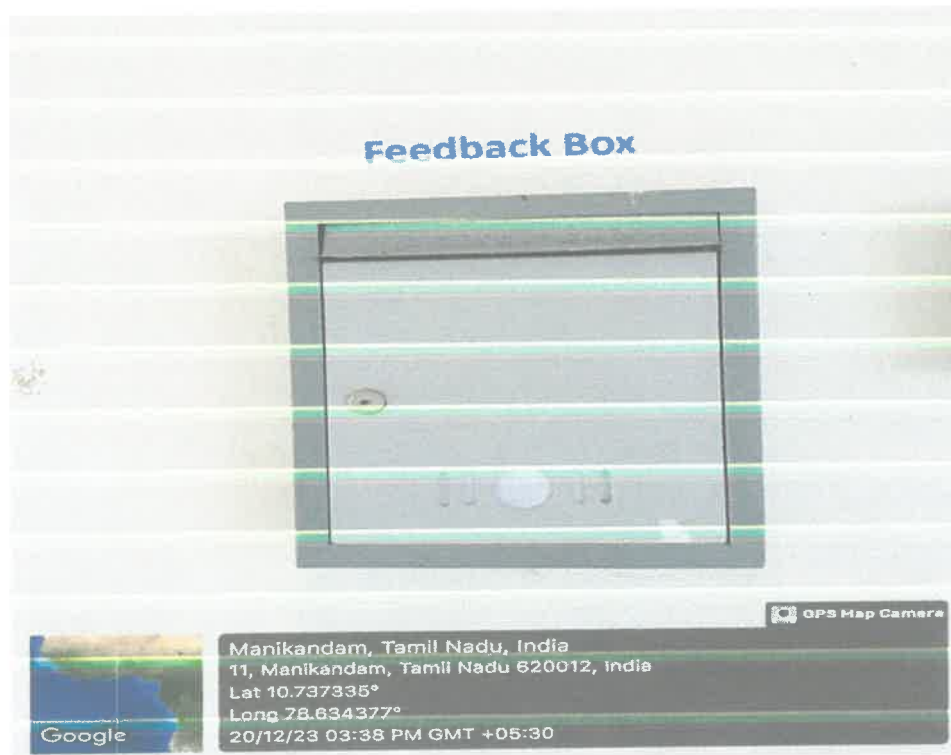 Feedback Box
GPS Map Camera
Manikandam, Tamil Nadu, India
11, Manikandam, Tamil Nadu 620012, India
Lat 10.737335°
Long 78.634377°
20/12/23 03:38 PM GMT +05:30
Google